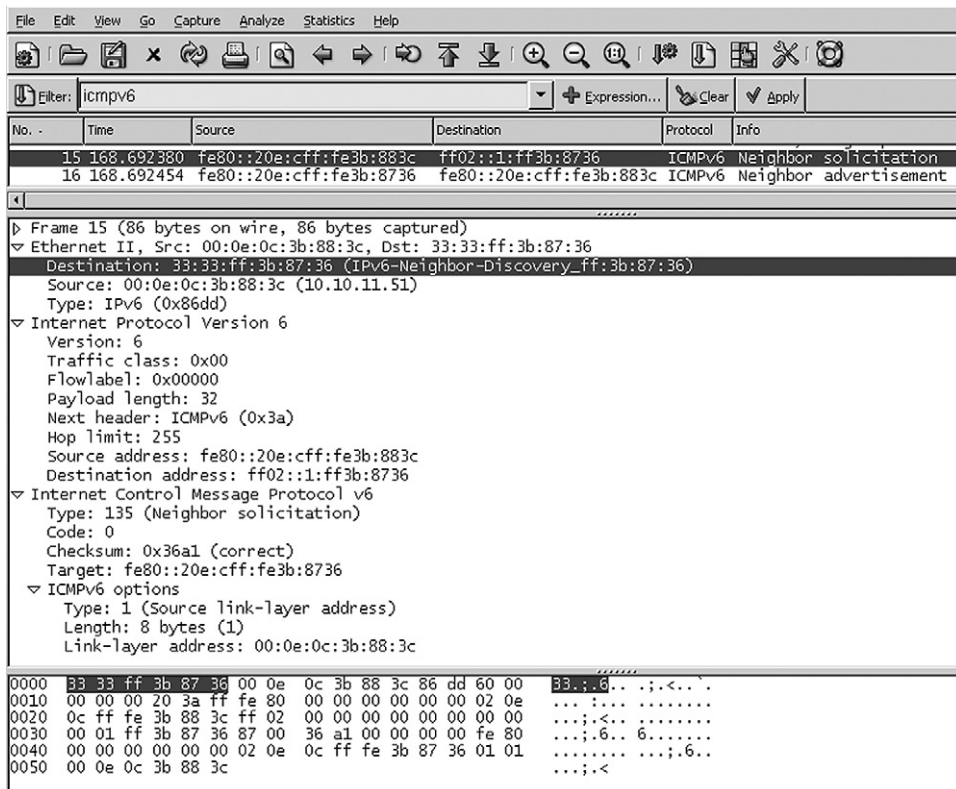 File Edit View Go Capture Analyze Statistics Help
Filter: icmpv6 Expression... Clear Apply
No. - Time Source Destination Protocol Info
15 168.692380 fe80::20e:cff:fe3b:883c ff02::1:ff3b:8736 ICMPv6 Neighbor solicitation
16 168.692454 fe80::20e:cff:fe3b:8736 fe80::20e:cff:fe3b:883c ICMPv6 Neighbor advertisement
Frame 15 (86 bytes on wire, 86 bytes captured)
Ethernet II, Src: 00:0e:0c:3b:88:3c, Dst: 33:33:ff:3b:87:36
Destination: 33:33:ff:3b:87:36 (IPv6-Neighbor-Discovery_ff:3b:87:36)
Source: 00:0e:0c:3b:88:3c (10.10.11.51)
Type: IPv6 (0x86dd)
Internet Protocol Version 6
Version: 6
Traffic class: 0x00
Flowlabel: 0x00000
Payload length: 32
Next header: ICMPv6 (0x3a)
Hop limit: 255
Source address: fe80::20e:cff:fe3b:883c
Destination address: ff02::1:ff3b:8736
Internet Control Message Protocol v6
Type: 135 (Neighbor solicitation)
Code: 0
Checksum: 0x36a1 (correct)
Target: fe80::20e:cff:fe3b:8736
ICMPv6 options
Type: 1 (Source link-layer address)
Length: 8 bytes (1)
Link-layer address: 00:0e:0c:3b:88:3c
0000 33 33 ff 3b 87 36 00 0e 0c 3b 88 3c 86 dd 60 00 33.;.6.. .;.<..`.
0010 00 00 00 20 3a ff fe 80 00 00 00 00 00 00 02 0e ... :... ........
0020 0c ff fe 3b 88 3c ff 02 00 00 00 00 00 00 00 00 ...;.<.. ........
0030 00 01 ff 3b 87 36 87 00 36 a1 00 00 00 00 fe 80 ...;.6.. 6.......
0040 00 00 00 00 00 00 02 0e 0c ff fe 3b 87 36 01 01 ........ ...;.6..
0050 00 0e 0c 3b 88 3c ...;.<